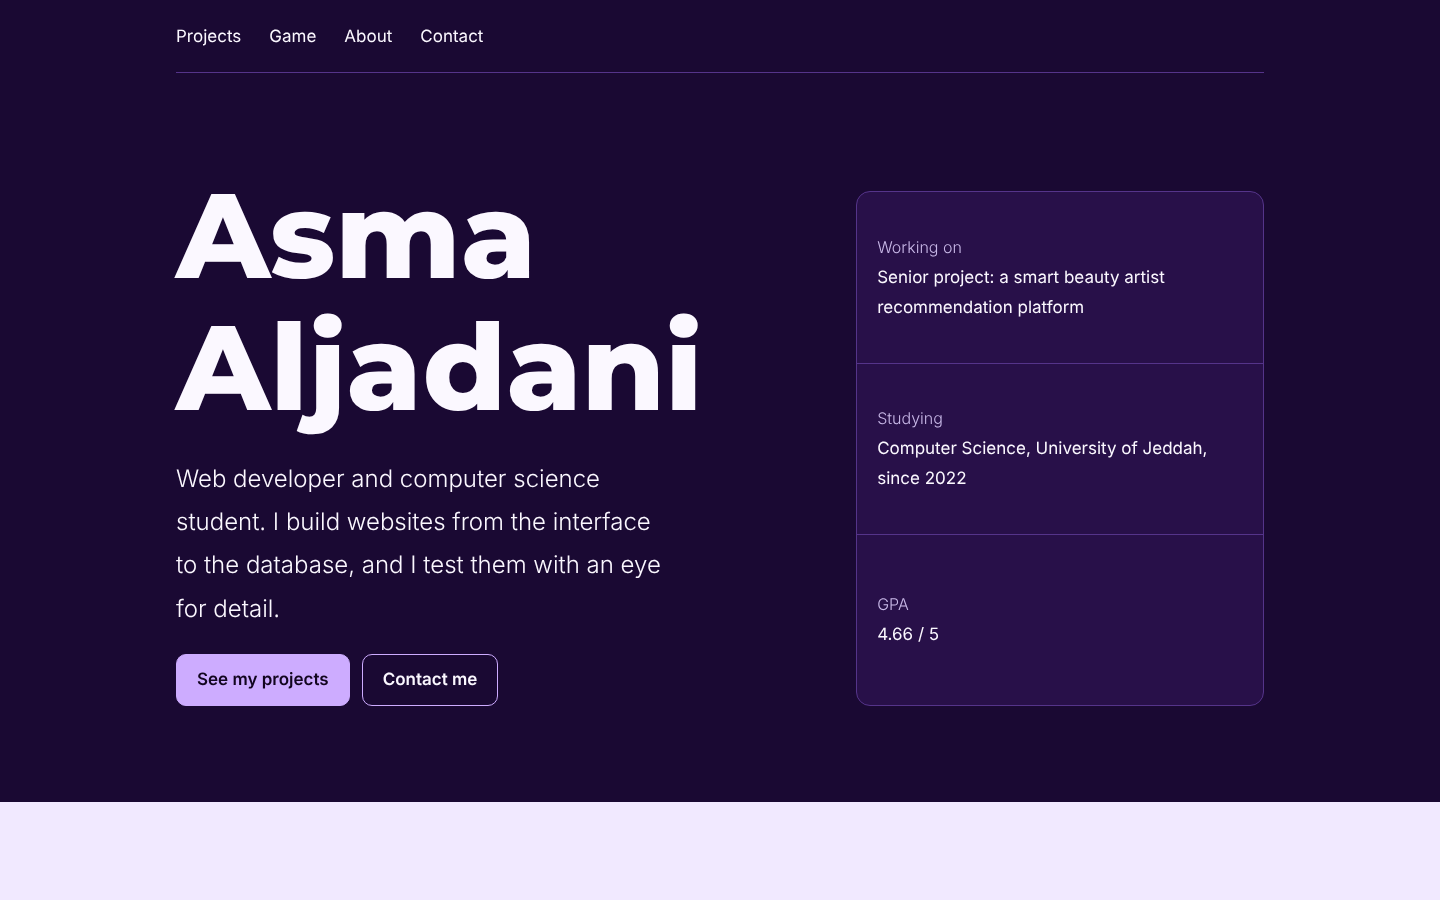 Projects Game About Contact
Asma
Aljadani
Web developer and computer science
student. I build websites from the interface
to the database, and I test them with an eye
for detail.
See my projects Contact me
Working on
Senior project: a smart beauty artist
recommendation platform
Studying
Computer Science, University of Jeddah,
since 2022
GPA
4.66 / 5